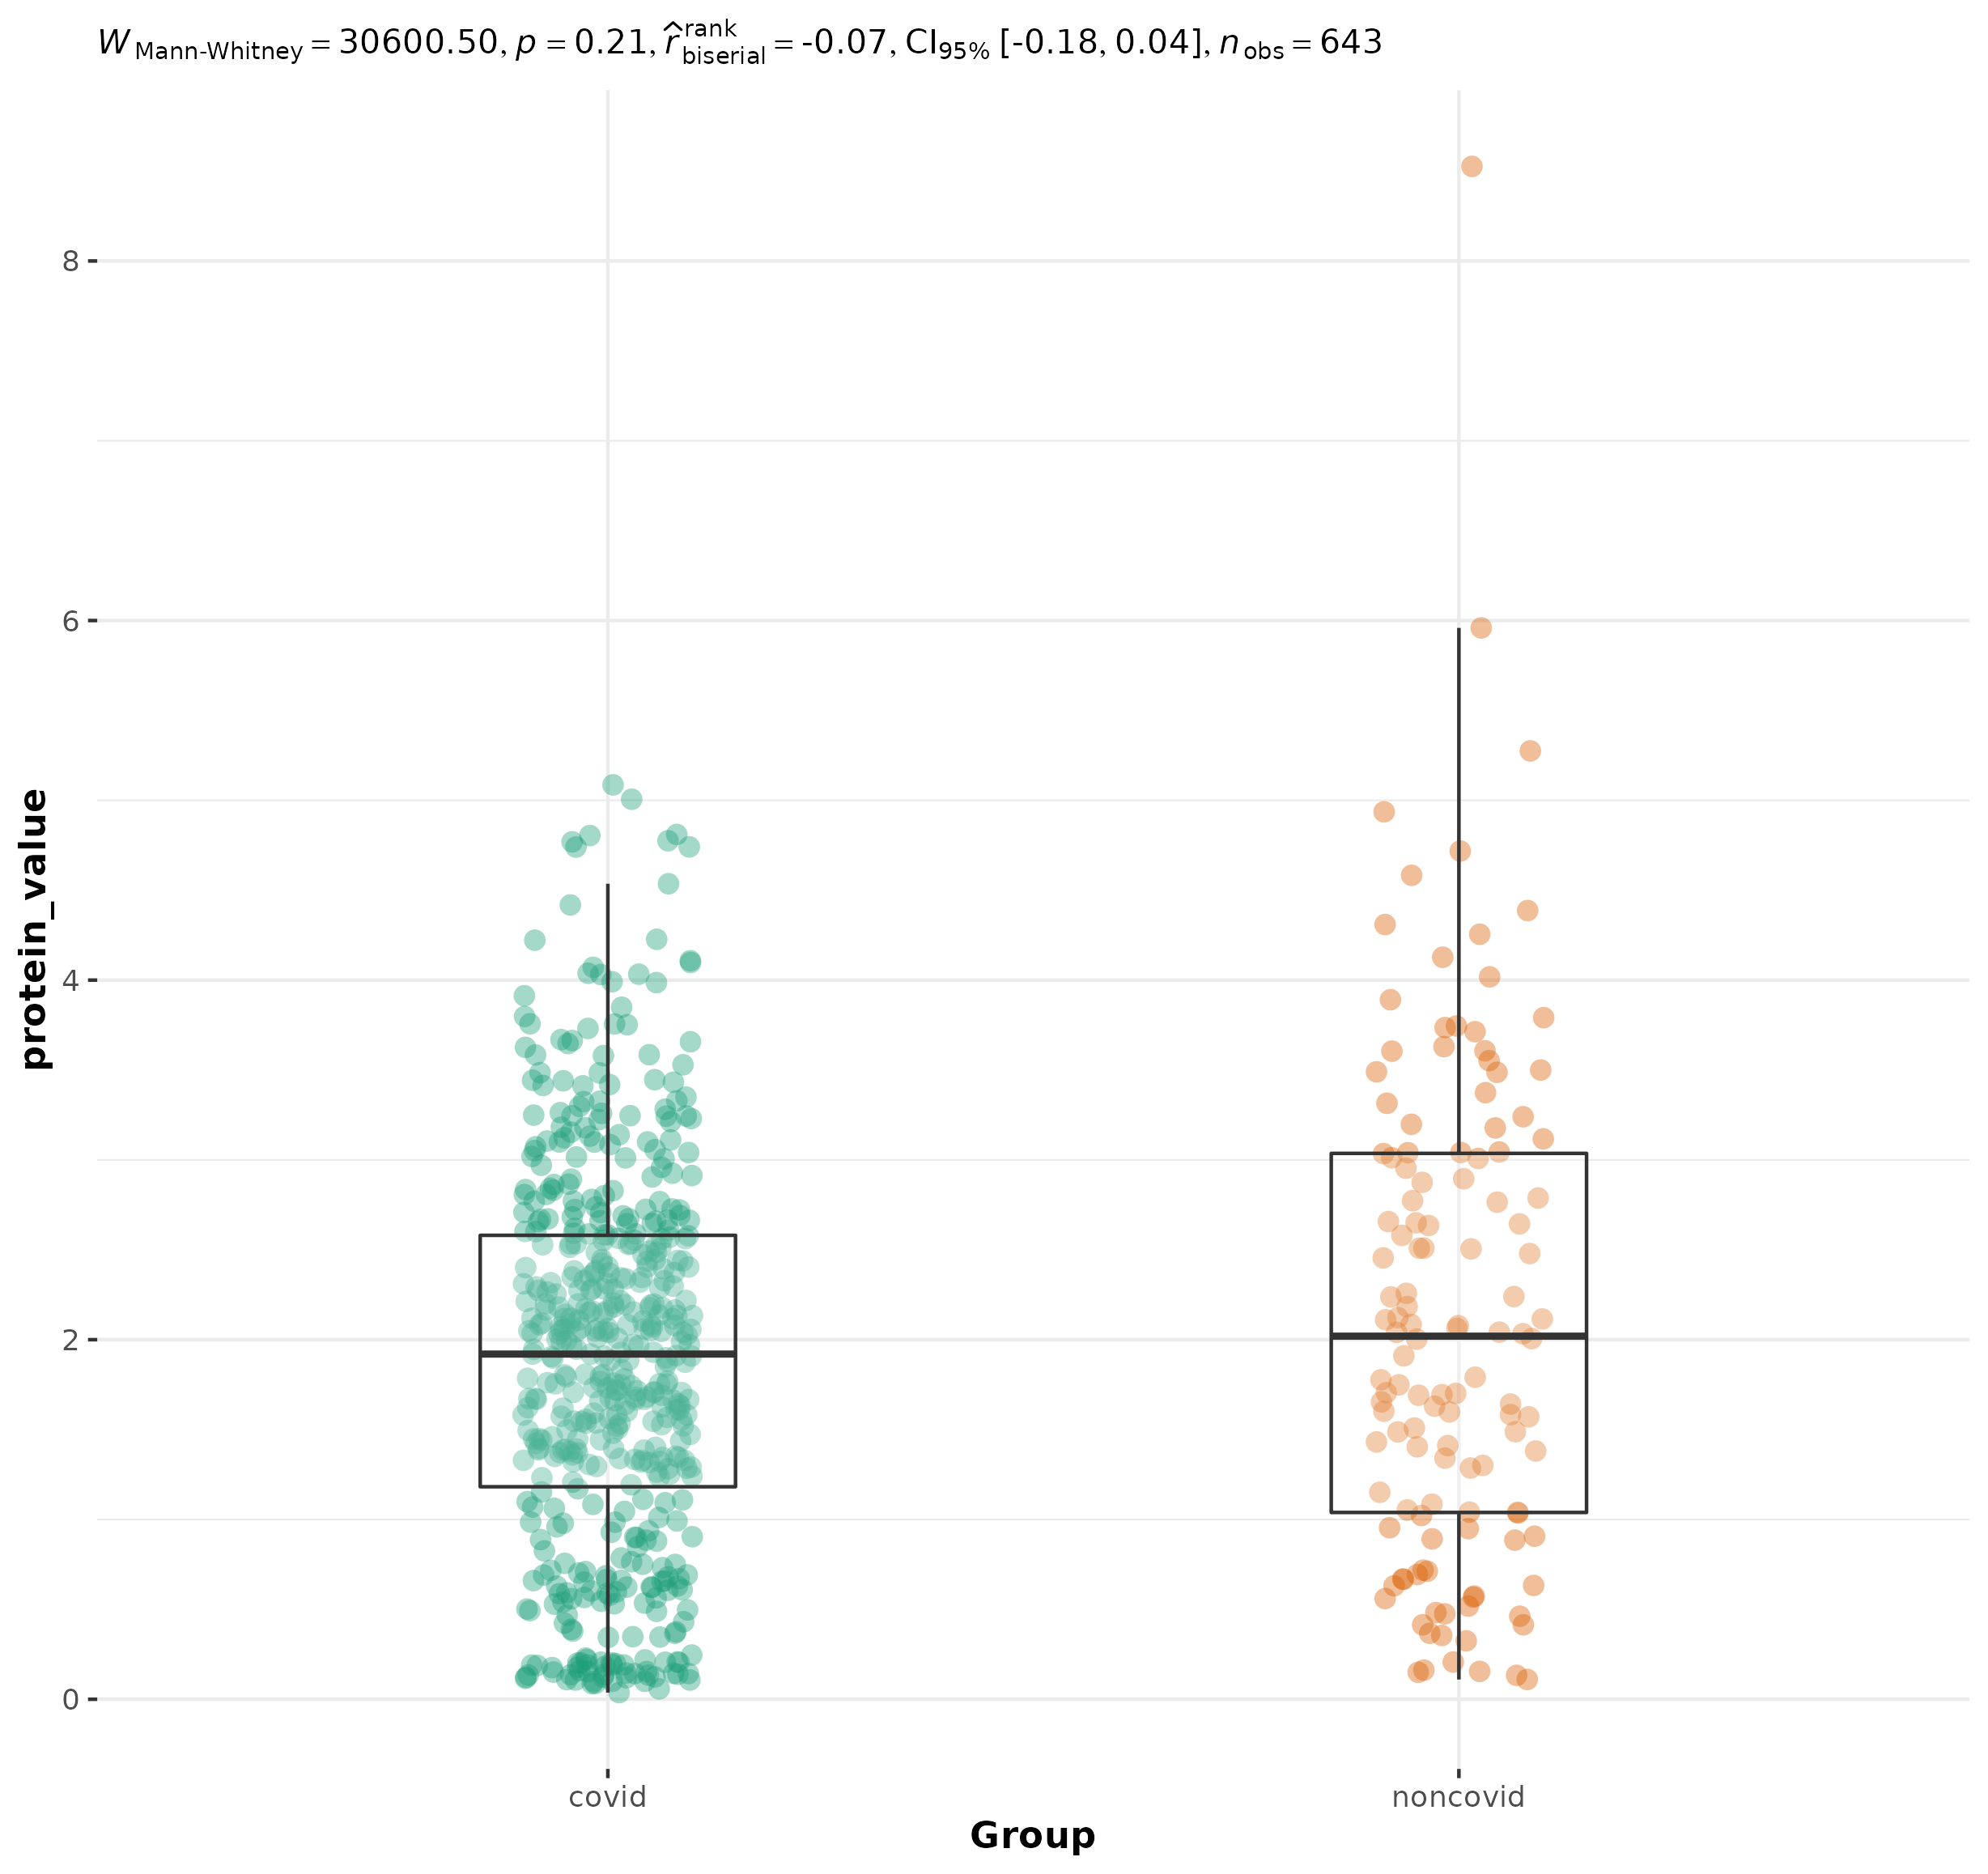 W Mann-Whitney = 30600.50, p = 0.21, r̂ rank biserial = -0.07, CI95% [-0.18, 0.04], n obs = 643
8
6
4
2
0
protein_value
covid noncovid
Group